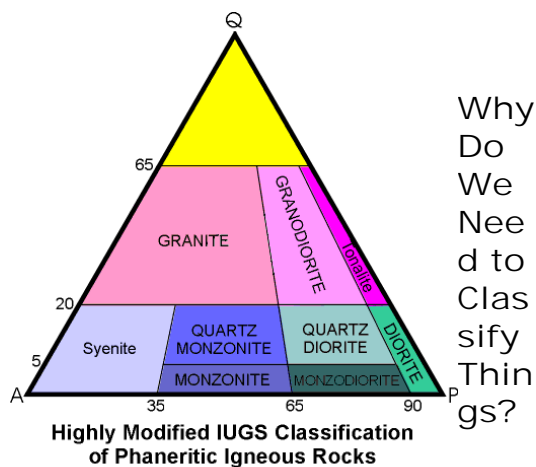 Q
65
GRANITE
GRANODIORITE
Tonalite
20
Syenite
QUARTZ
MONZONITE
QUARTZ
DIORITE
DIORITE
5
MONZONITE
MONZODIORITE
A
P
35
65
90
Highly Modified IUGS Classification
of Phaneritic Igneous Rocks
Why
Do
We
Nee
d to
Clas
sify
Thin
gs?